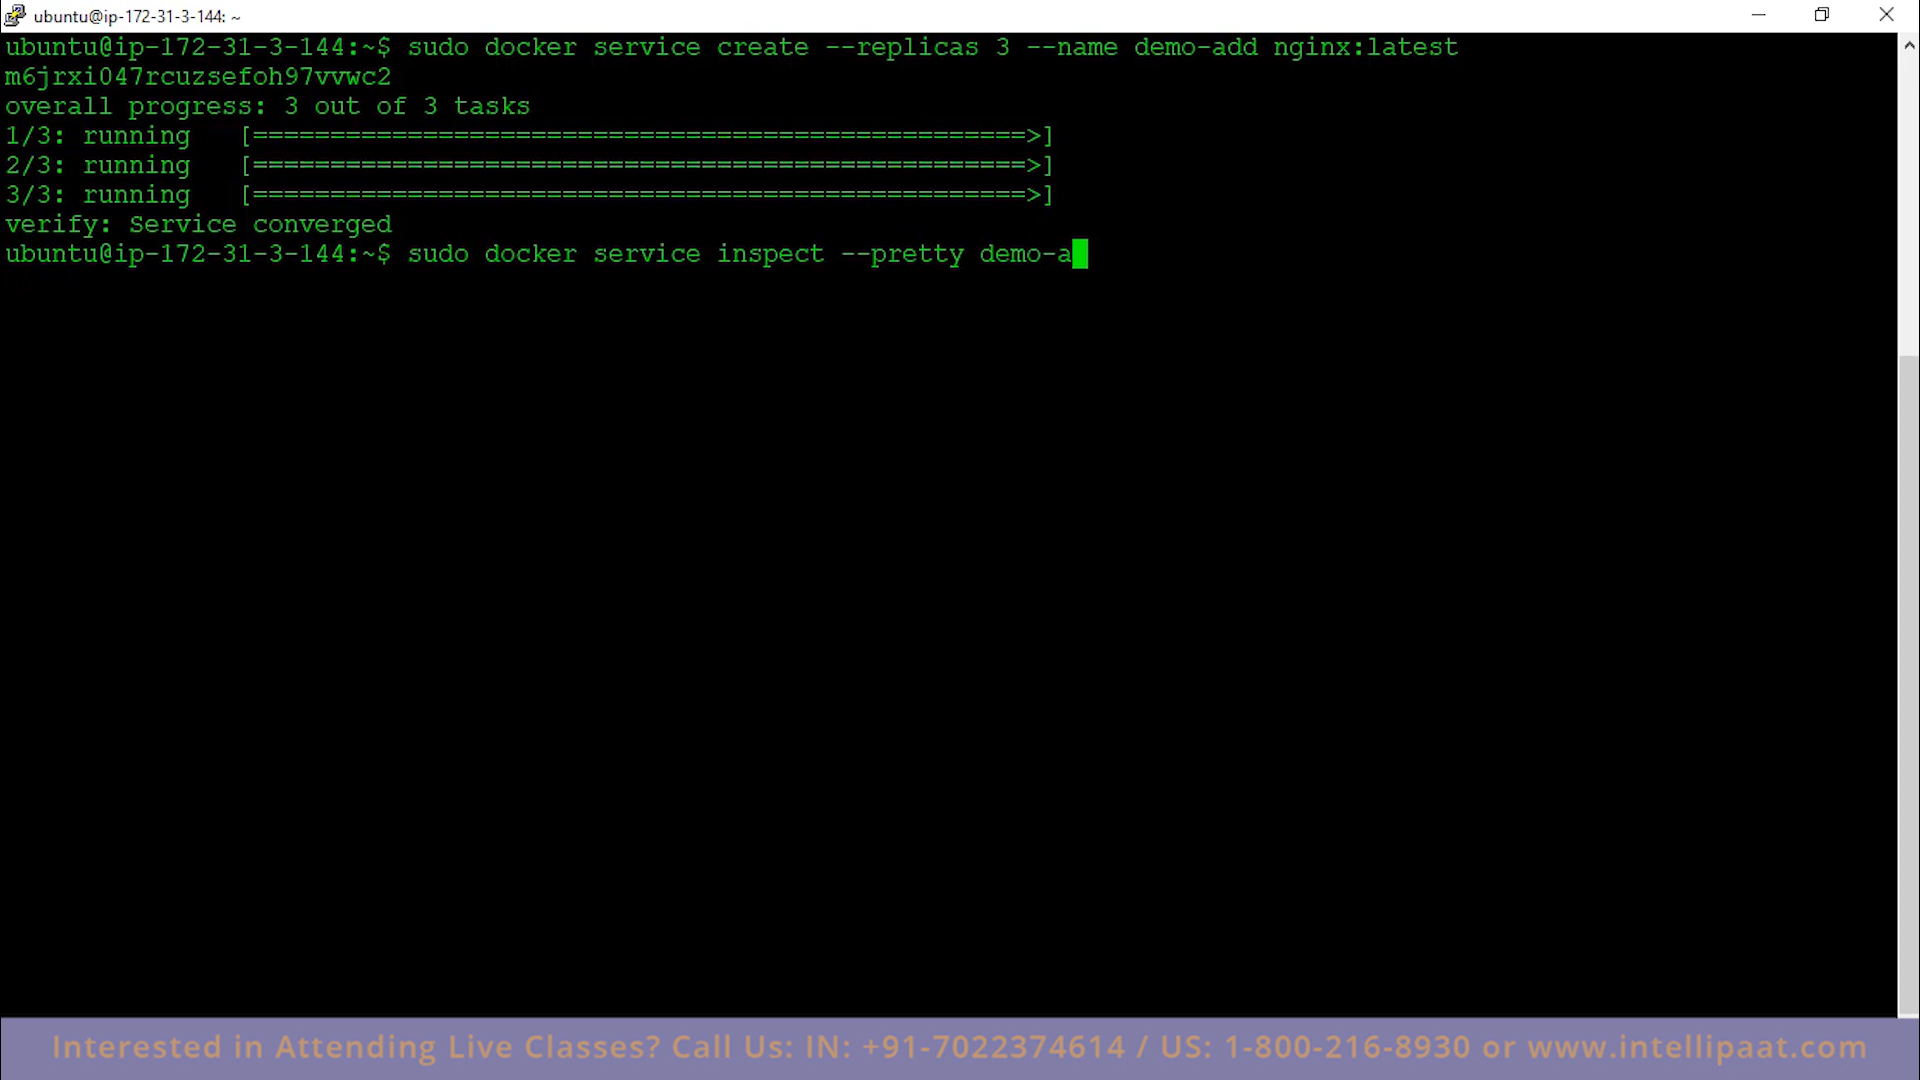 ubuntu@ip-172-31-3-144: ~
ubuntu@ip-172-31-3-144:~$ sudo docker service create --replicas 3 --name demo-add nginx:latest
m6jrxi047rcuzsefoh97vvwc2
overall progress: 3 out of 3 tasks
1/3: running   [==================================================>]
2/3: running   [==================================================>]
3/3: running   [==================================================>]
verify: Service converged
ubuntu@ip-172-31-3-144:~$ sudo docker service inspect --pretty demo-a
Interested in Attending Live Classes? Call Us: IN: +91-7022374614 / US: 1-800-216-8930 or www.intellipaat.com